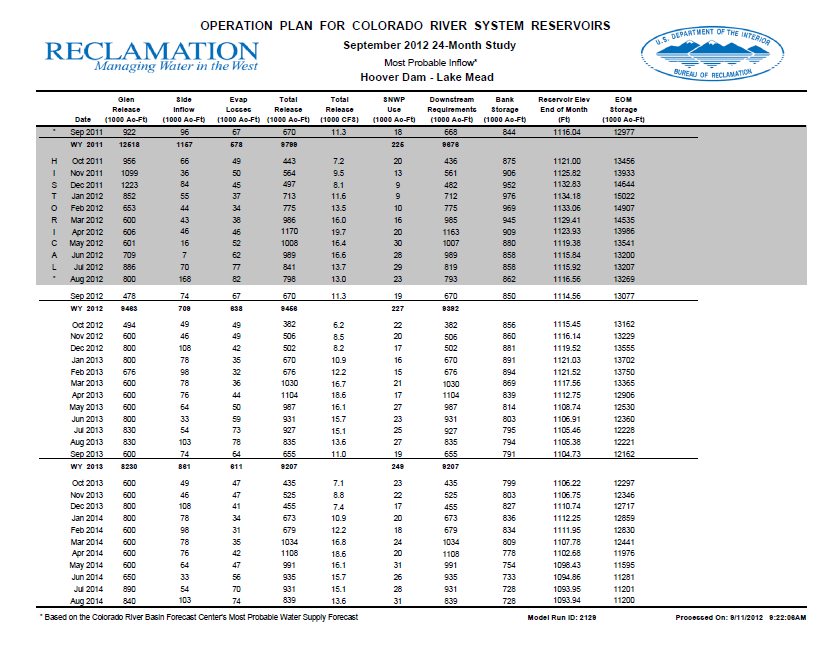 OPERATION PLAN FOR COLORADO RIVER SYSTEM RESERVOIRS
September 2012 24-Month Study
Most Probable Inflow*
Hoover Dam - Lake Mead
RECLAMATION
Managing Water in the West
U.S. DEPARTMENT OF THE INTERIOR
BUREAU OF RECLAMATION
Glen Side Evap Total Total SNWP Downstream Bank Reservoir Elev EOM
Release Inflow Losses Release Release Use Requirements Storage End of Month Storage
Date (1000 Ac-Ft) (1000 Ac-Ft) (1000 Ac-Ft) (1000 Ac-Ft) (1000 CFS) (1000 Ac-Ft) (1000 Ac-Ft) (1000 Ac-Ft) (Ft) (1000 Ac-Ft)
* Sep 2011 922 96 67 670 11.3 18 668 844 1116.04 12977
WY 2011 12518 1157 578 9799 225 9676
H Oct 2011 956 66 49 443 7.2 20 436 875 1121.00 13456
I Nov 2011 1099 36 50 564 9.5 13 561 906 1125.82 13933
S Dec 2011 1223 84 45 497 8.1 9 482 952 1132.83 14644
T Jan 2012 852 55 37 713 11.6 9 712 976 1134.18 15022
O Feb 2012 653 44 34 775 13.5 10 775 969 1133.06 14907
R Mar 2012 600 43 38 986 16.0 16 985 945 1129.41 14535
I Apr 2012 606 46 46 1170 19.7 20 1163 909 1123.93 13986
C May 2012 601 16 52 1008 16.4 30 1007 880 1119.38 13541
A Jun 2012 709 7 62 989 16.6 28 989 858 1115.84 13200
L Jul 2012 886 70 77 841 13.7 29 819 858 1115.92 13207
* Aug 2012 800 168 82 798 13.0 23 793 862 1116.56 13269
Sep 2012 478 74 67 670 11.3 19 670 850 1114.56 13077
WY 2012 9463 709 638 9456 227 9392
Oct 2012 494 49 49 382 6.2 22 382 856 1115.45 13162
Nov 2012 600 46 49 506 8.5 20 506 860 1116.14 13229
Dec 2012 800 108 42 502 8.2 17 502 881 1119.52 13555
Jan 2013 800 78 35 670 10.9 16 670 891 1121.03 13702
Feb 2013 676 98 32 676 12.2 15 676 894 1121.52 13750
Mar 2013 600 78 36 1030 16.7 21 1030 869 1117.56 13365
Apr 2013 600 76 44 1104 18.6 17 1104 839 1112.75 12906
May 2013 600 64 50 987 16.1 27 987 814 1108.74 12530
Jun 2013 800 33 59 931 15.7 23 931 803 1106.91 12360
Jul 2013 830 54 73 927 15.1 25 927 795 1105.46 12228
Aug 2013 830 103 78 835 13.6 27 835 794 1105.38 12221
Sep 2013 600 74 64 655 11.0 19 655 791 1104.73 12162
WY 2013 8230 861 611 9207 249 9207
Oct 2013 600 49 47 435 7.1 23 435 799 1106.22 12297
Nov 2013 600 46 47 525 8.8 22 525 803 1106.75 12346
Dec 2013 800 108 41 455 7.4 17 455 827 1110.74 12717
Jan 2014 800 78 34 673 10.9 20 673 836 1112.25 12859
Feb 2014 600 98 31 679 12.2 18 679 834 1111.95 12830
Mar 2014 600 78 35 1034 16.8 24 1034 809 1107.78 12441
Apr 2014 600 76 42 1108 18.6 20 1108 778 1102.68 11976
May 2014 600 64 47 991 16.1 31 991 754 1098.43 11595
Jun 2014 650 33 56 935 15.7 26 935 733 1094.86 11281
Jul 2014 890 54 70 931 15.1 28 931 728 1093.95 11201
Aug 2014 840 103 74 839 13.6 31 839 728 1093.94 11200
* Based on the Colorado River Basin Forecast Center's Most Probable Water Supply Forecast
Model Run ID: 2129
Processed On: 9/11/2012 9:22:06AM